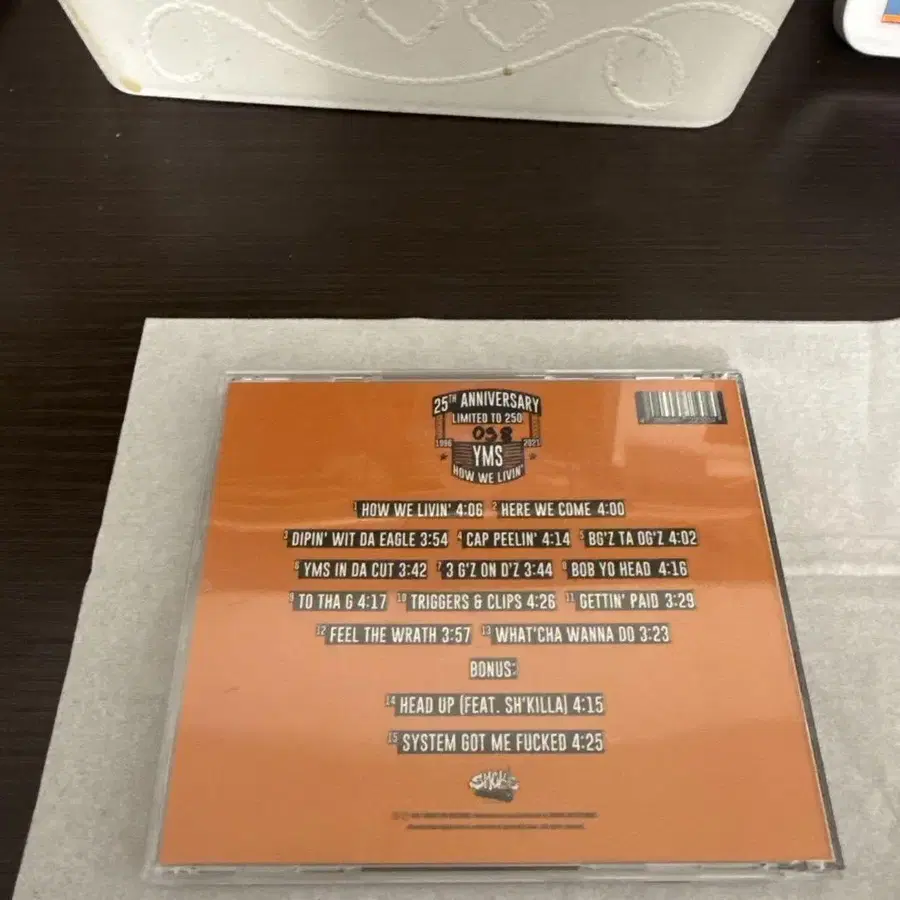 25TH ANNIVERSARY
LIMITED TO 250
098
1996 2021
YMS
HOW WE LIVIN'
1 HOW WE LIVIN' 4:06 2 HERE WE COME 4:00
3 DIPIN' WIT DA EAGLE 3:54 4 CAP PEELIN' 4:14 5 BG'Z TA OG'Z 4:02
6 YMS IN DA CUT 3:42 7 3 G'Z ON D'Z 3:44 8 BOB YO HEAD 4:16
9 TO THA G 4:17 10 TRIGGERS & CLIPS 4:26 11 GETTIN' PAID 3:29
12 FEEL THE WRATH 3:57 13 WHAT'CHA WANNA DO 3:23
BONUS:
14 HEAD UP (FEAT. SH'KILLA) 4:15
15 SYSTEM GOT ME FUCKED 4:25
SMOKE